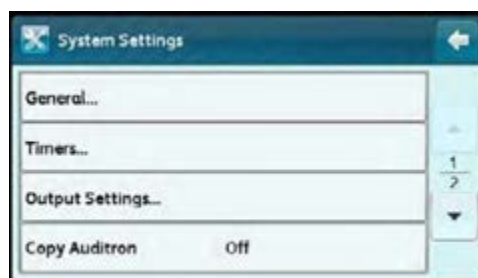 System Settings
General...
Timers...
Output Settings...
Copy Auditron Off
1
2